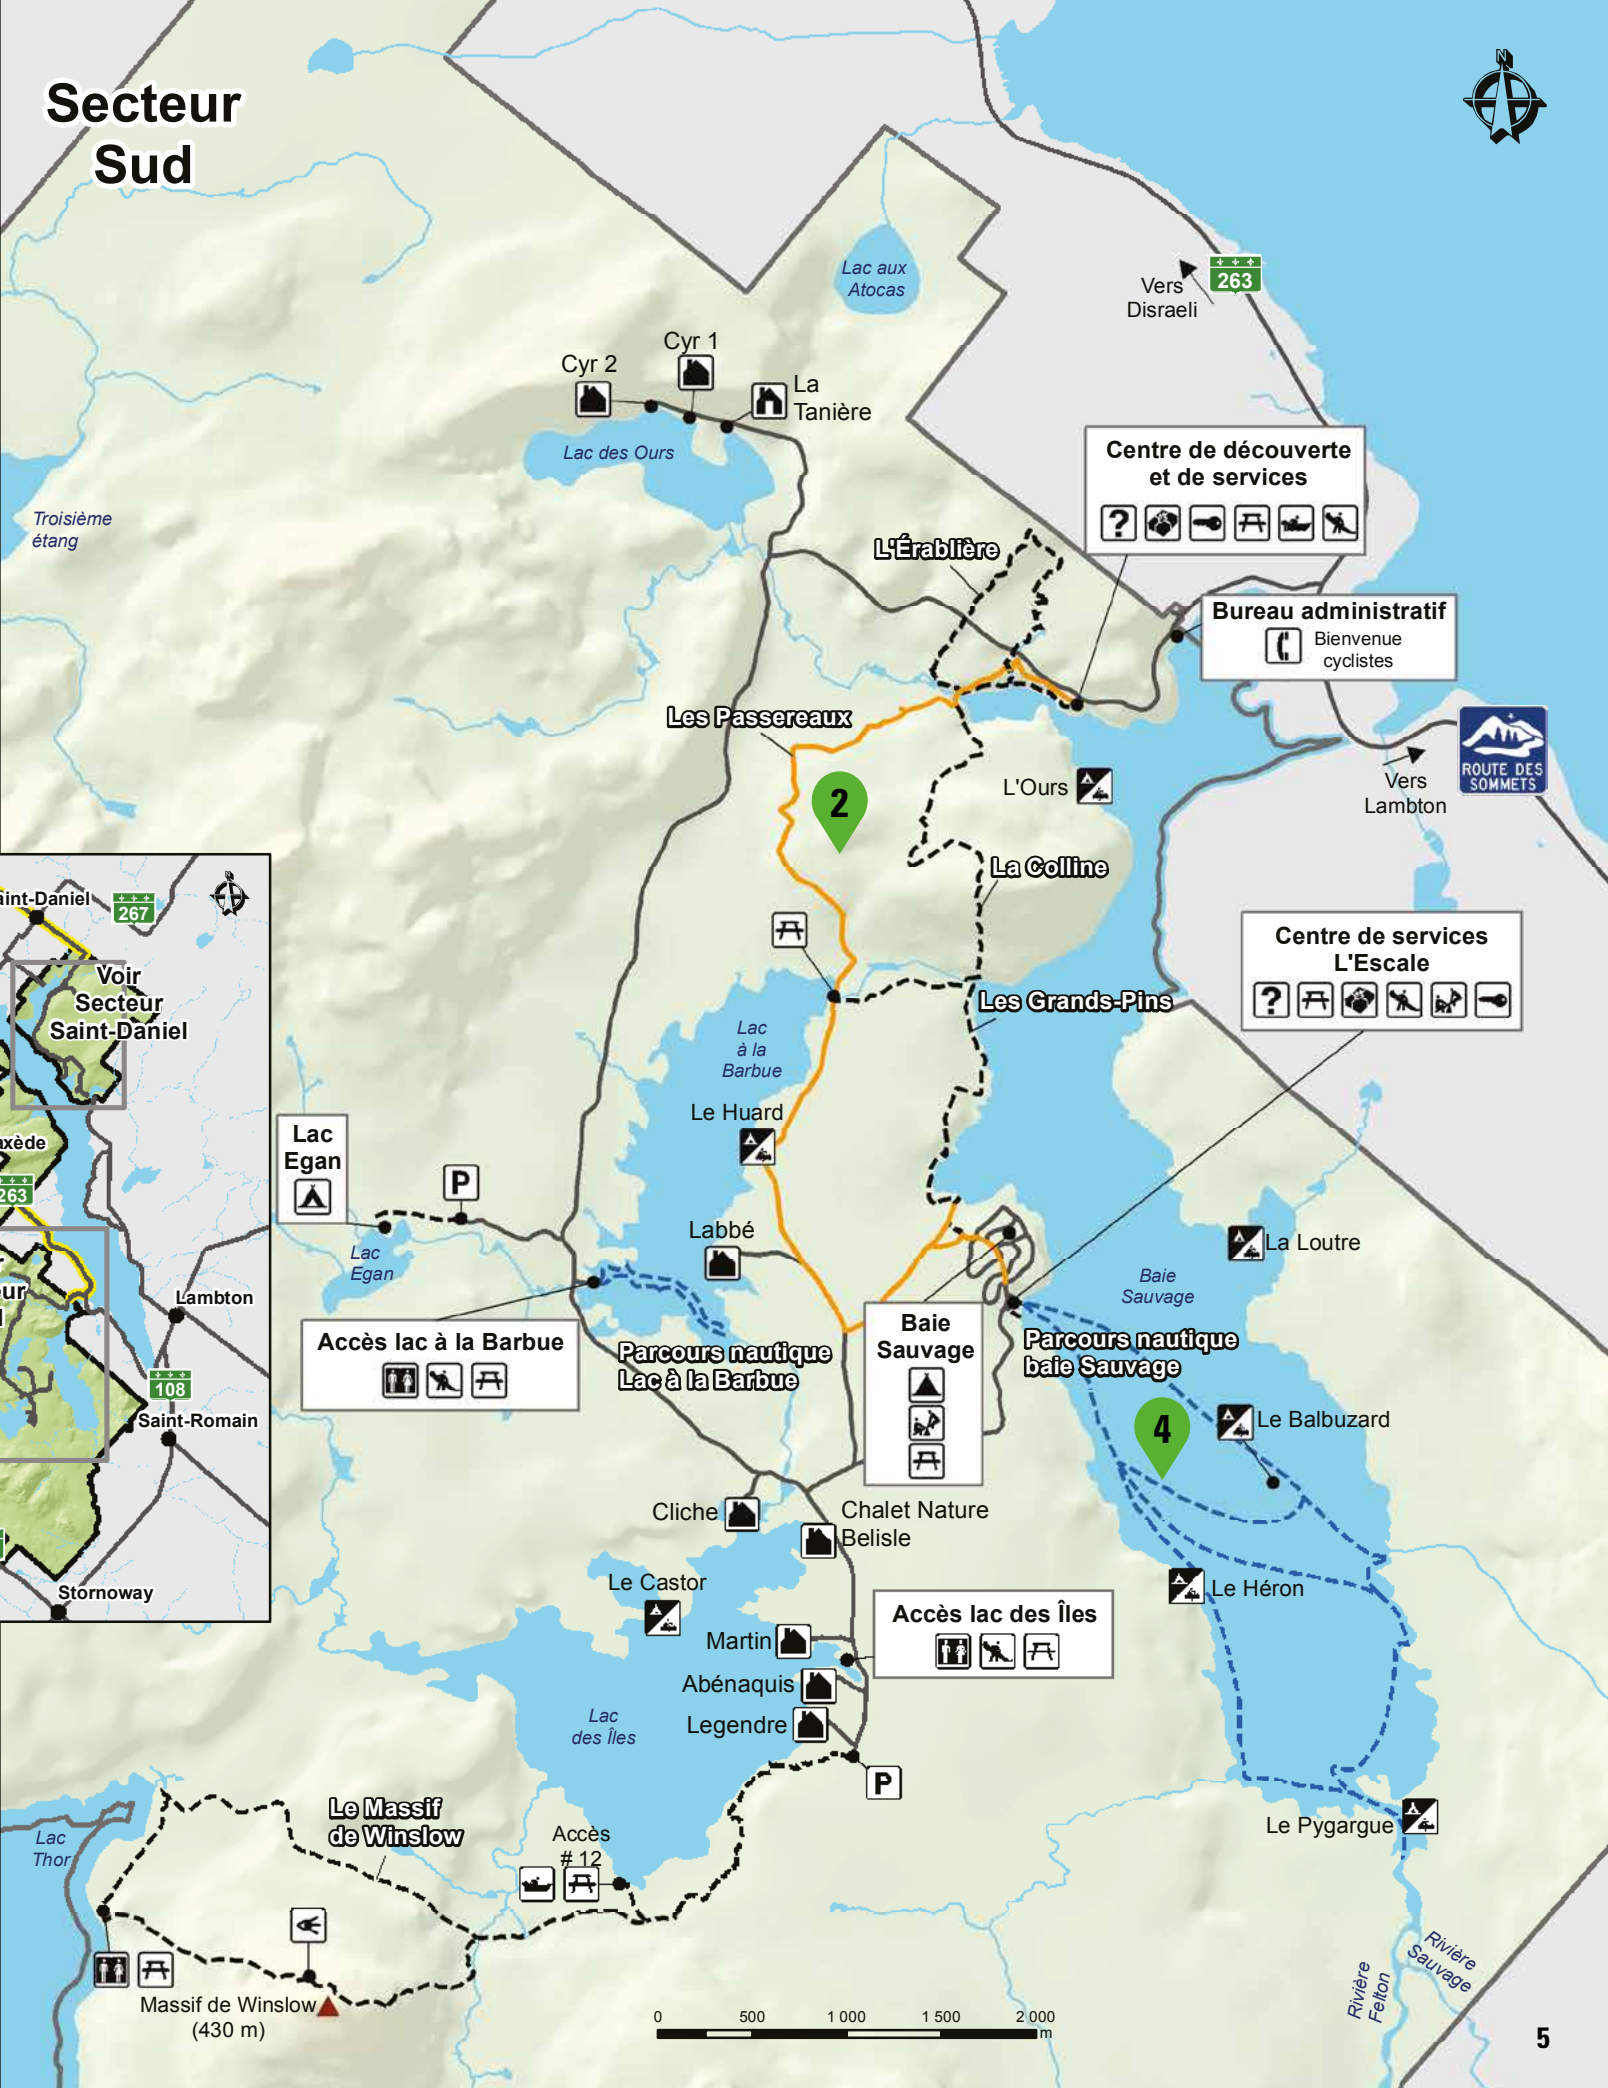 Secteur
Sud
N
Lac aux
Atocas
Vers
Disraeli
263
Cyr 1
Cyr 2
La
Tanière
Lac des Ours
Centre de découverte
et de services
?
Troisième
étang
L'Érablière
Bureau administratif
Bienvenue
cyclistes
Les Passereaux
ROUTE DES
SOMMETS
L'Ours
Vers
Lambton
2
La Colline
Centre de services
L'Escale
?
Les Grands-Pins
Lac
à la
Barbue
Le Huard
Lac
Egan
P
Labbé
Lac
Egan
La Loutre
Baie
Sauvage
Accès lac à la Barbue
Parcours nautique
Lac à la Barbue
Baie
Sauvage
Parcours nautique
baie Sauvage
4
Le Balbuzard
Cliche
Chalet Nature
Belisle
Le Castor
Le Héron
Martin
Accès lac des Îles
Abénaquis
Legendre
Lac
des Îles
P
Le Massif
de Winslow
Accès
# 12
Le Pygargue
Lac
Thor
Massif de Winslow
(430 m)
Rivière
Sauvage
Rivière
Felton
0 500 1 000 1 500 2 000
m
5
aint-Daniel
267
Voir
Secteur
Saint-Daniel
axède
263
eur
Lambton
108
Saint-Romain
Stornoway